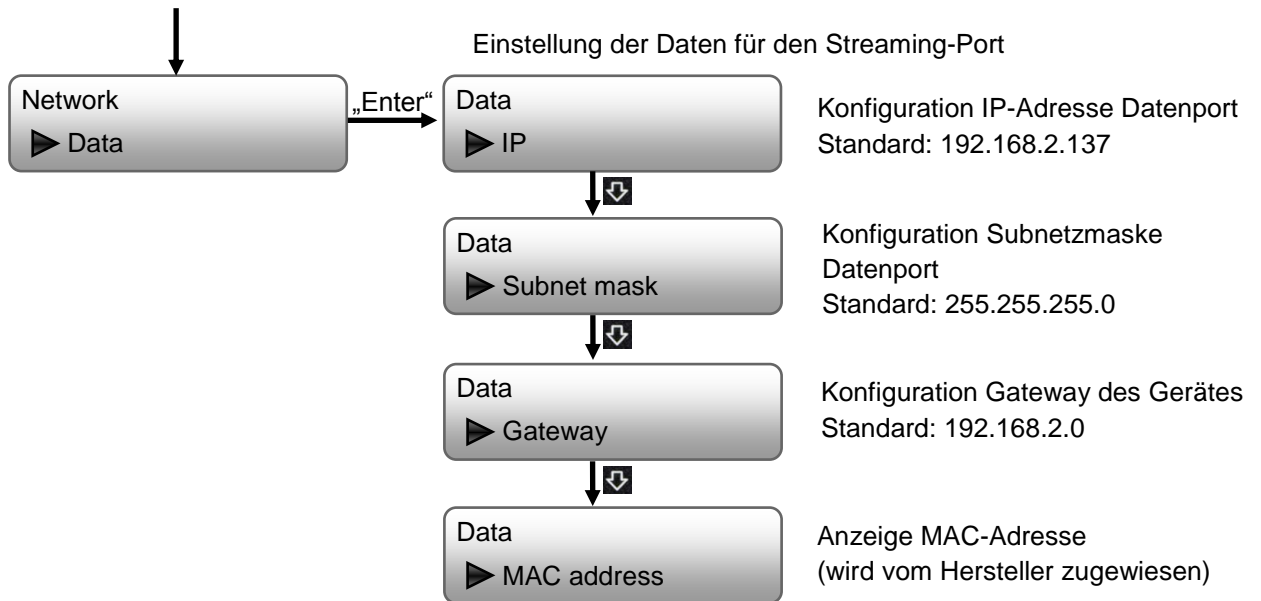 Einstellung der Daten für den Streaming-Port
Network
Data
„Enter“
Data
IP
Konfiguration IP-Adresse Datenport
Standard: 192.168.2.137
Data
Subnet mask
Konfiguration Subnetzmaske
Datenport
Standard: 255.255.255.0
Data
Gateway
Konfiguration Gateway des Gerätes
Standard: 192.168.2.0
Data
MAC address
Anzeige MAC-Adresse
(wird vom Hersteller zugewiesen)